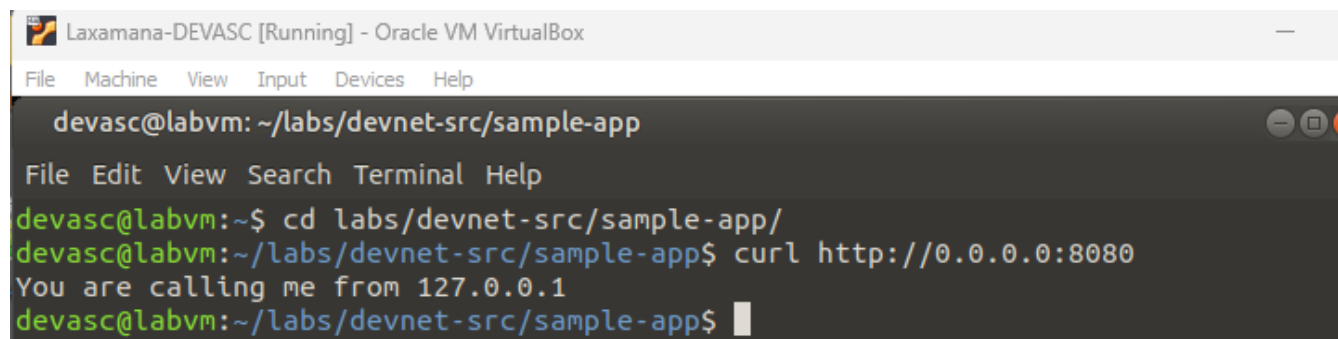 Laxamana-DEVASC [Running] - Oracle VM VirtualBox
File Machine View Input Devices Help
devasc@labvm: ~/labs/devnet-src/sample-app
File Edit View Search Terminal Help
devasc@labvm:~$ cd labs/devnet-src/sample-app/
devasc@labvm:~/labs/devnet-src/sample-app$ curl http://0.0.0.0:8080
You are calling me from 127.0.0.1
devasc@labvm:~/labs/devnet-src/sample-app$